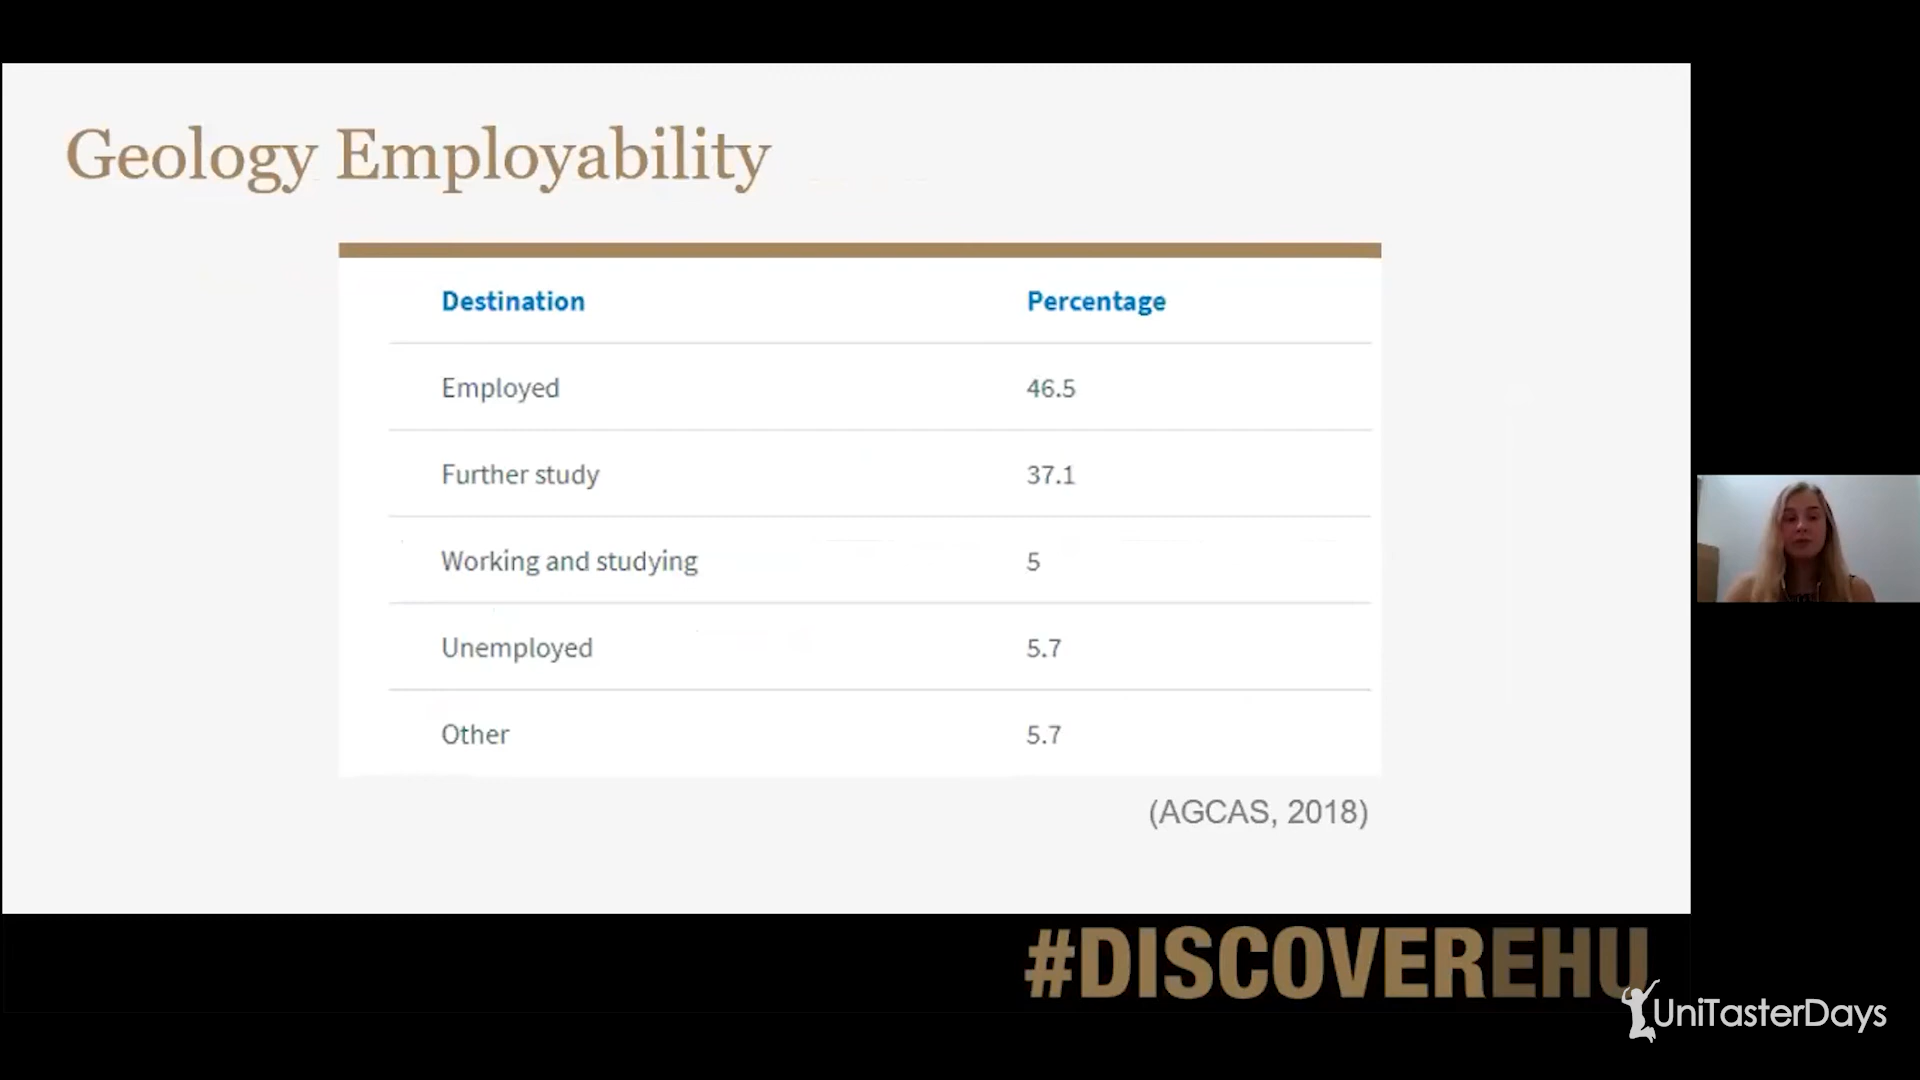 Geology Employability
Destination Percentage
Employed 46.5
Further study 37.1
Working and studying 5
Unemployed 5.7
Other 5.7
(AGCAS, 2018)
#DISCOVEREHU
UniTasterDays